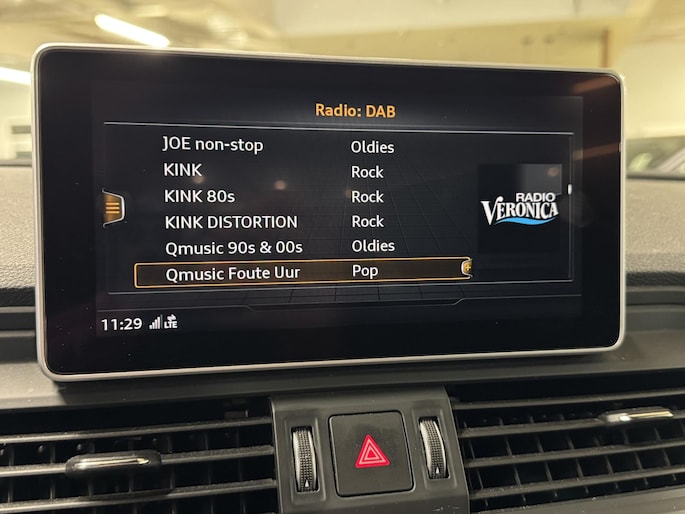 Radio: DAB
JOE non-stop Oldies
KINK Rock
KINK 80s Rock
KINK DISTORTION Rock
Qmusic 90s & 00s Oldies
Qmusic Foute Uur Pop
RADIO
VERONICA
11:29 LTE